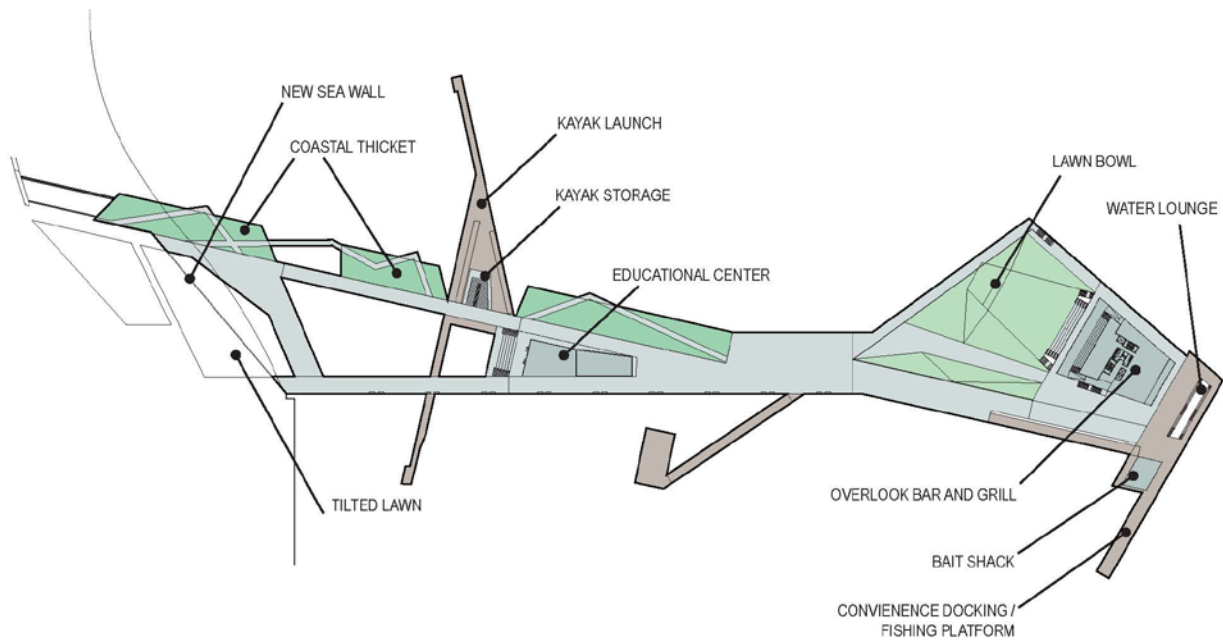 NEW SEA WALL
COASTAL THICKET
KAYAK LAUNCH
KAYAK STORAGE
EDUCATIONAL CENTER
LAWN BOWL
WATER LOUNGE
TILTED LAWN
OVERLOOK BAR AND GRILL
BAIT SHACK
CONVIENENCE DOCKING /
FISHING PLATFORM